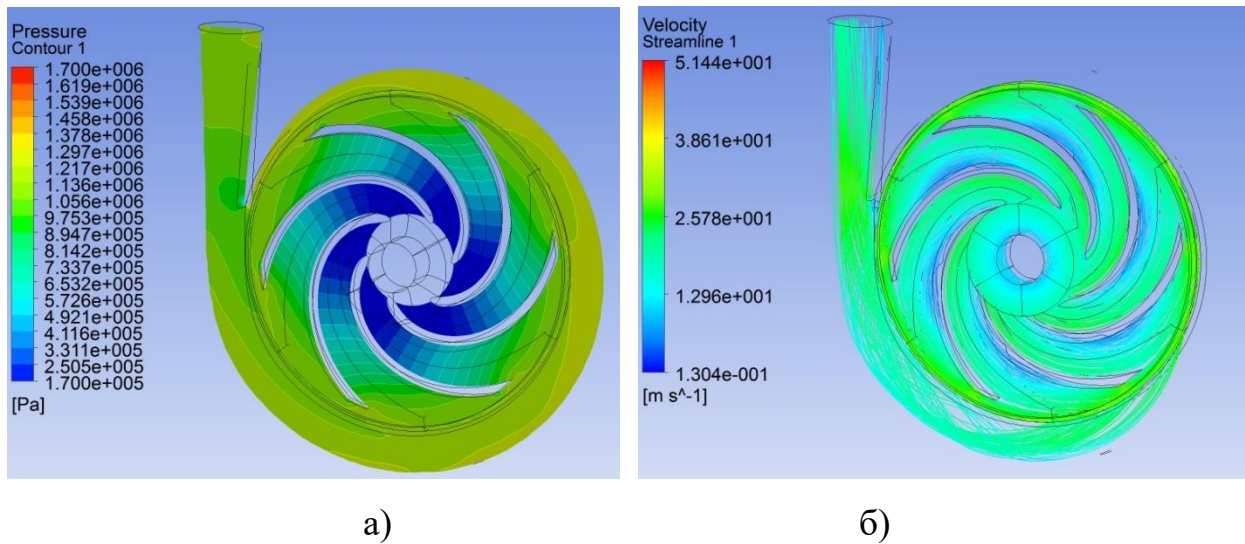 Pressure
Contour 1
1.700e+006
1.619e+006
1.539e+006
1.458e+006
1.378e+006
1.297e+006
1.217e+006
1.136e+006
1.056e+006
9.753e+005
8.947e+005
8.142e+005
7.337e+005
6.532e+005
5.726e+005
4.921e+005
4.116e+005
3.311e+005
2.505e+005
1.700e+005
[Pa]
Velocity
Streamline 1
5.144e+001
3.861e+001
2.578e+001
1.296e+001
1.304e-001
[m s^-1]
а)
б)